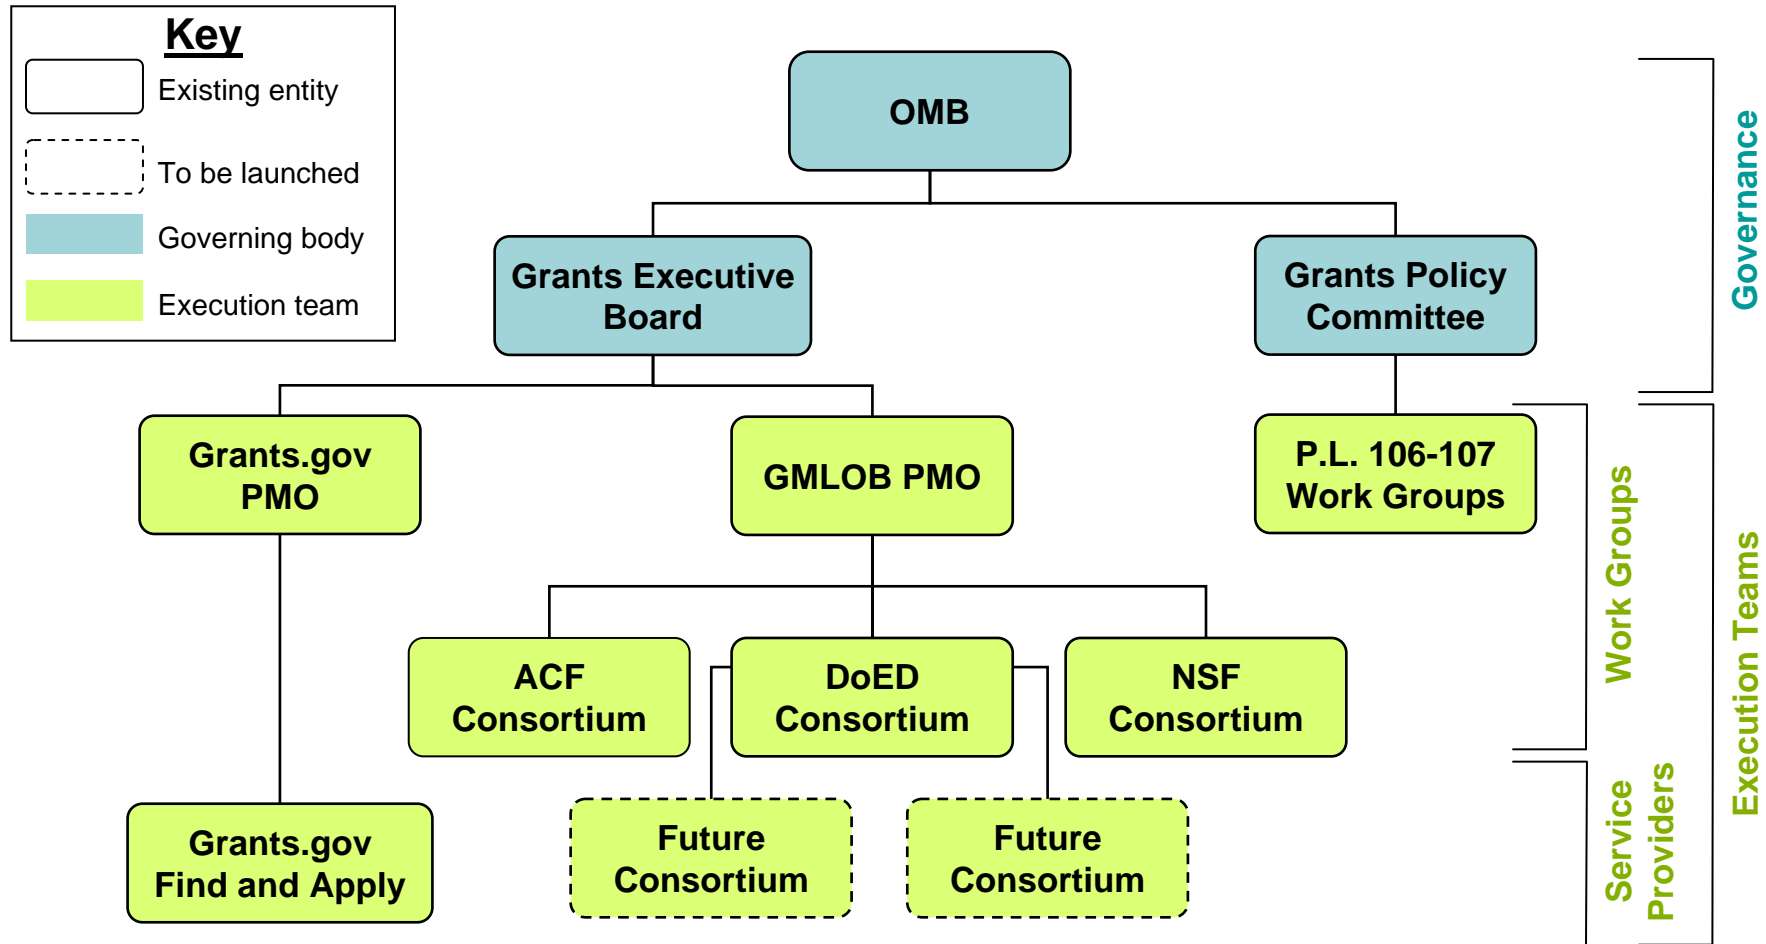 Key
Existing entity
To be launched
Governing body
Execution team
OMB
Grants Executive
Board
Grants Policy
Committee
Grants.gov
PMO
GMLOB PMO
P.L. 106-107
Work Groups
ACF
Consortium
DoED
Consortium
NSF
Consortium
Grants.gov
Find and Apply
Future
Consortium
Future
Consortium
Governance
Work Groups
Service
Providers
Execution Teams